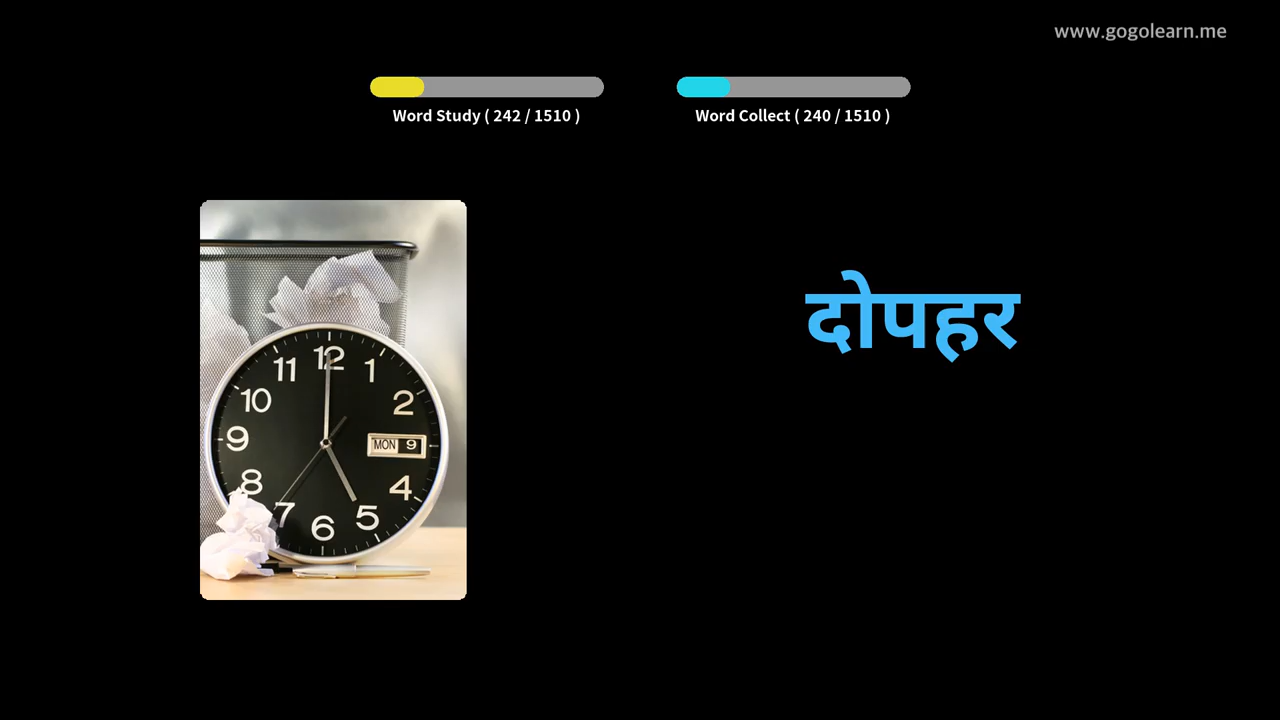 www.gogolearn.me
Word Study ( 242 / 1510 )
Word Collect ( 240 / 1510 )
दोपहर
12
11
1
10
2
9
MON 9
8
4
7
5
6